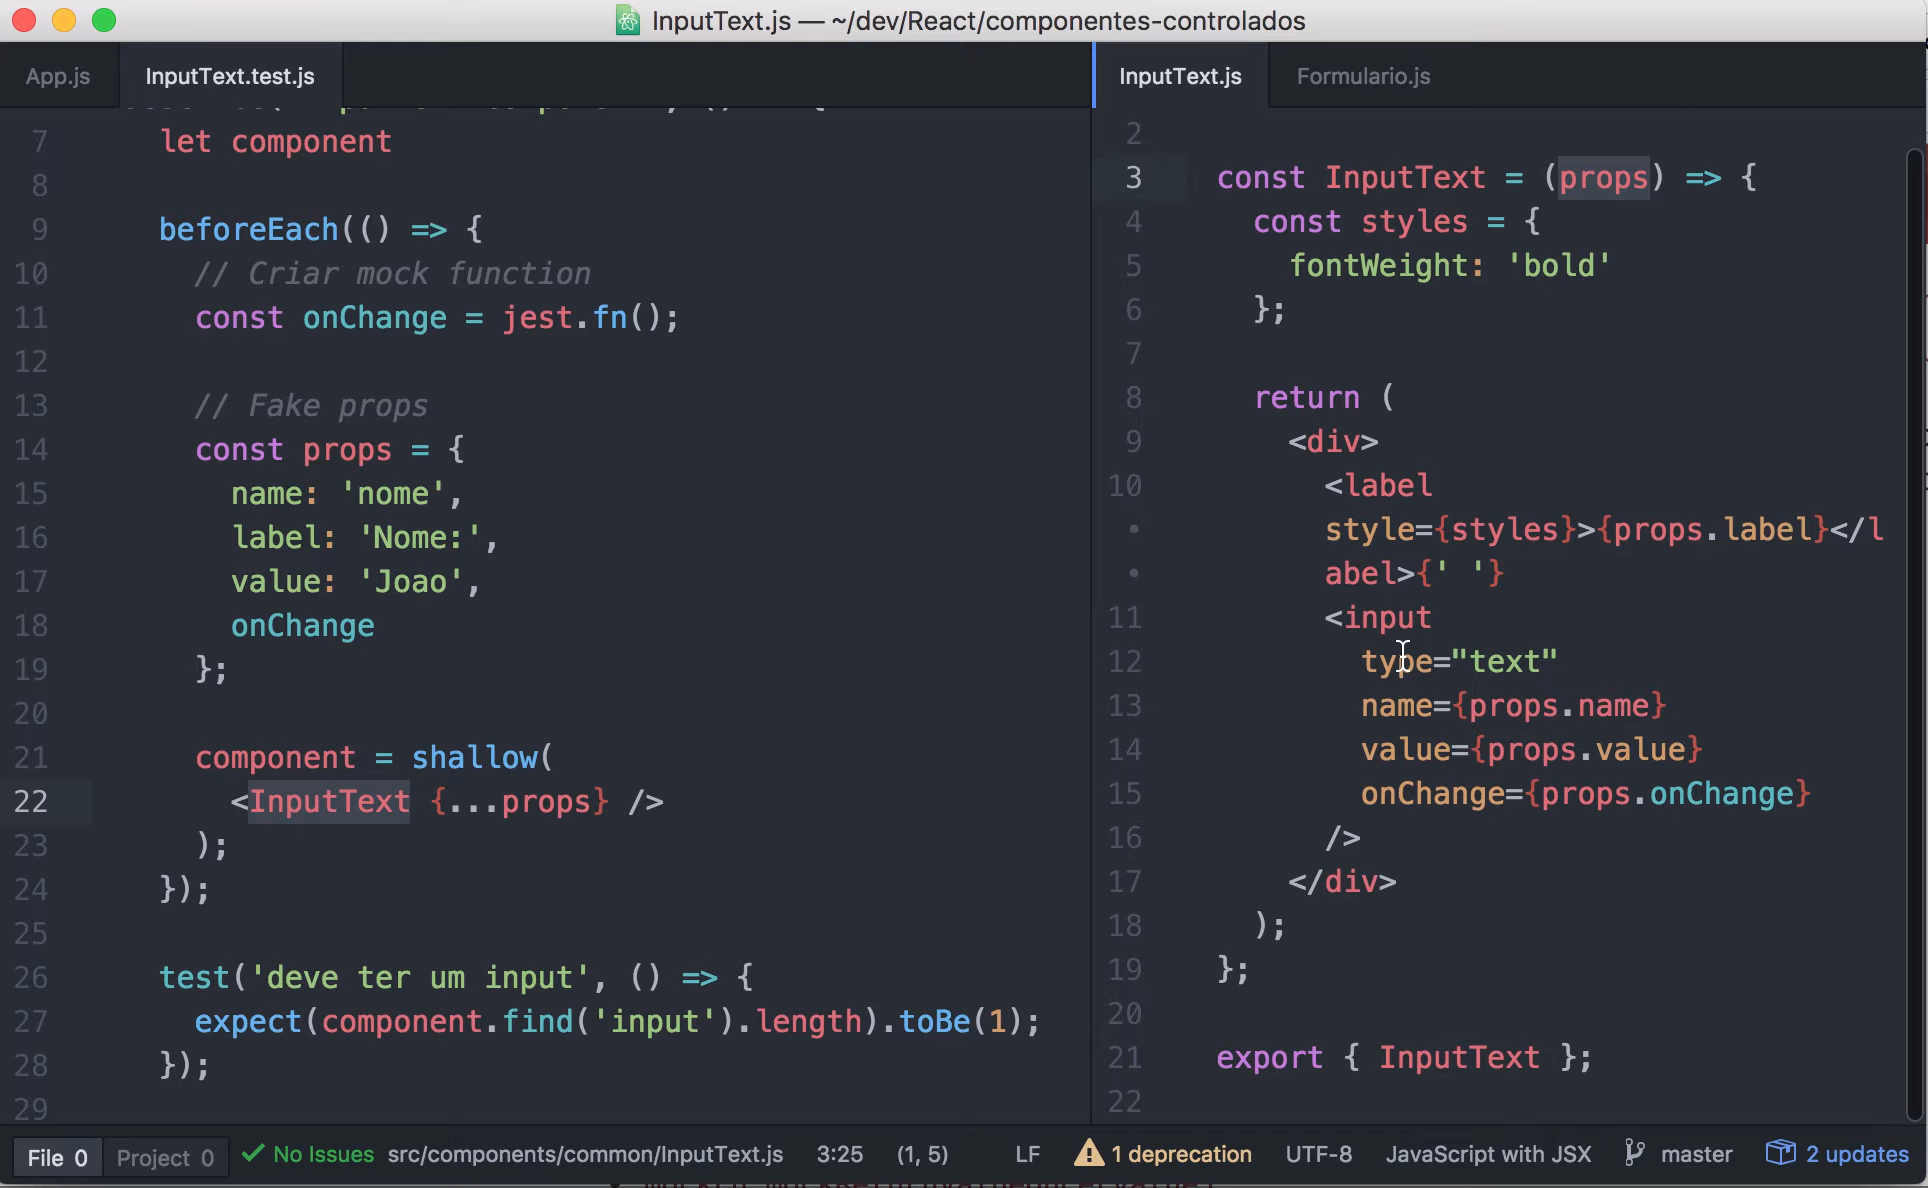 InputText.js — ~/dev/React/componentes-controlados
App.js
InputText.test.js
7 let component
8
9 beforeEach(() => {
10 // Criar mock function
11 const onChange = jest.fn();
12
13 // Fake props
14 const props = {
15 name: 'nome',
16 label: 'Nome:',
17 value: 'Joao',
18 onChange
19 };
20
21 component = shallow(
22 <InputText {...props} />
23 );
24 });
25
26 test('deve ter um input', () => {
27 expect(component.find('input').length).toBe(1);
28 });
29
InputText.js
Formulario.js
2
3 const InputText = (props) => {
4 const styles = {
5 fontWeight: 'bold'
6 };
7
8 return (
9 <div>
10 <label
• style={styles}>{props.label}</l
• abel>{' '}
11 <input
12 type="text"
13 name={props.name}
14 value={props.value}
15 onChange={props.onChange}
16 />
17 </div>
18 );
19 };
20
21 export { InputText };
22
File 0 Project 0 No Issues src/components/common/InputText.js 3:25 (1, 5) LF 1 deprecation UTF-8 JavaScript with JSX master 2 updates